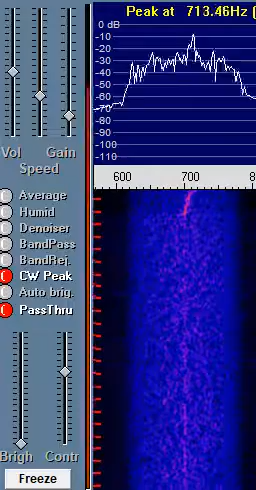 Peak at 713.46Hz (
0 dB
-10
-20
-30
-40
-50
-60
-70
-80
-90
-100
-110
600 700 8
Vol Gain
Speed
Average
Humid
Denoiser
BandPass
BandRej.
CW Peak
Auto brig.
PassThru
Brigh Contr
Freeze